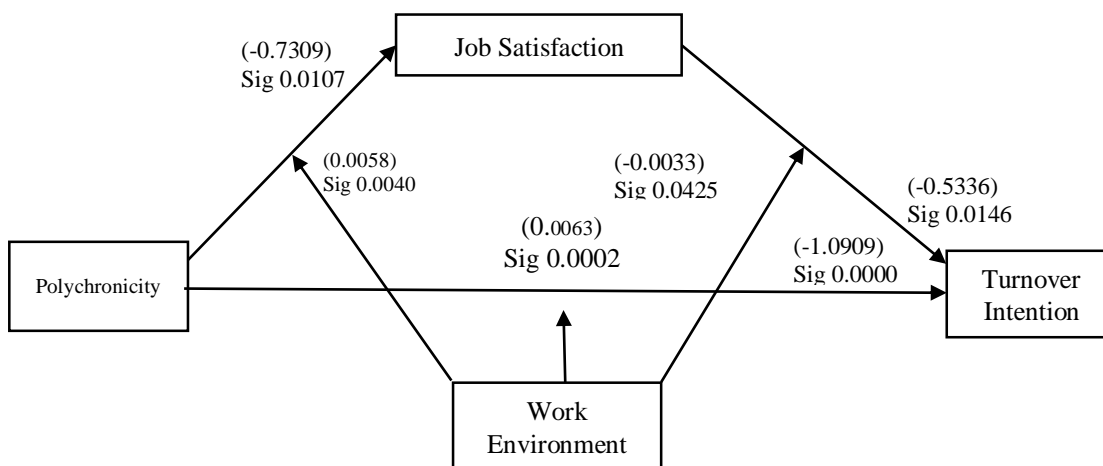 (-0.7309)
Sig 0.0107
Job Satisfaction
(0.0058)
Sig 0.0040
(-0.0033)
Sig 0.0425
(-0.5336)
Sig 0.0146
(0.0063)
Sig 0.0002
(-1.0909)
Sig 0.0000
Polychronicity
Turnover
Intention
Work
Environment